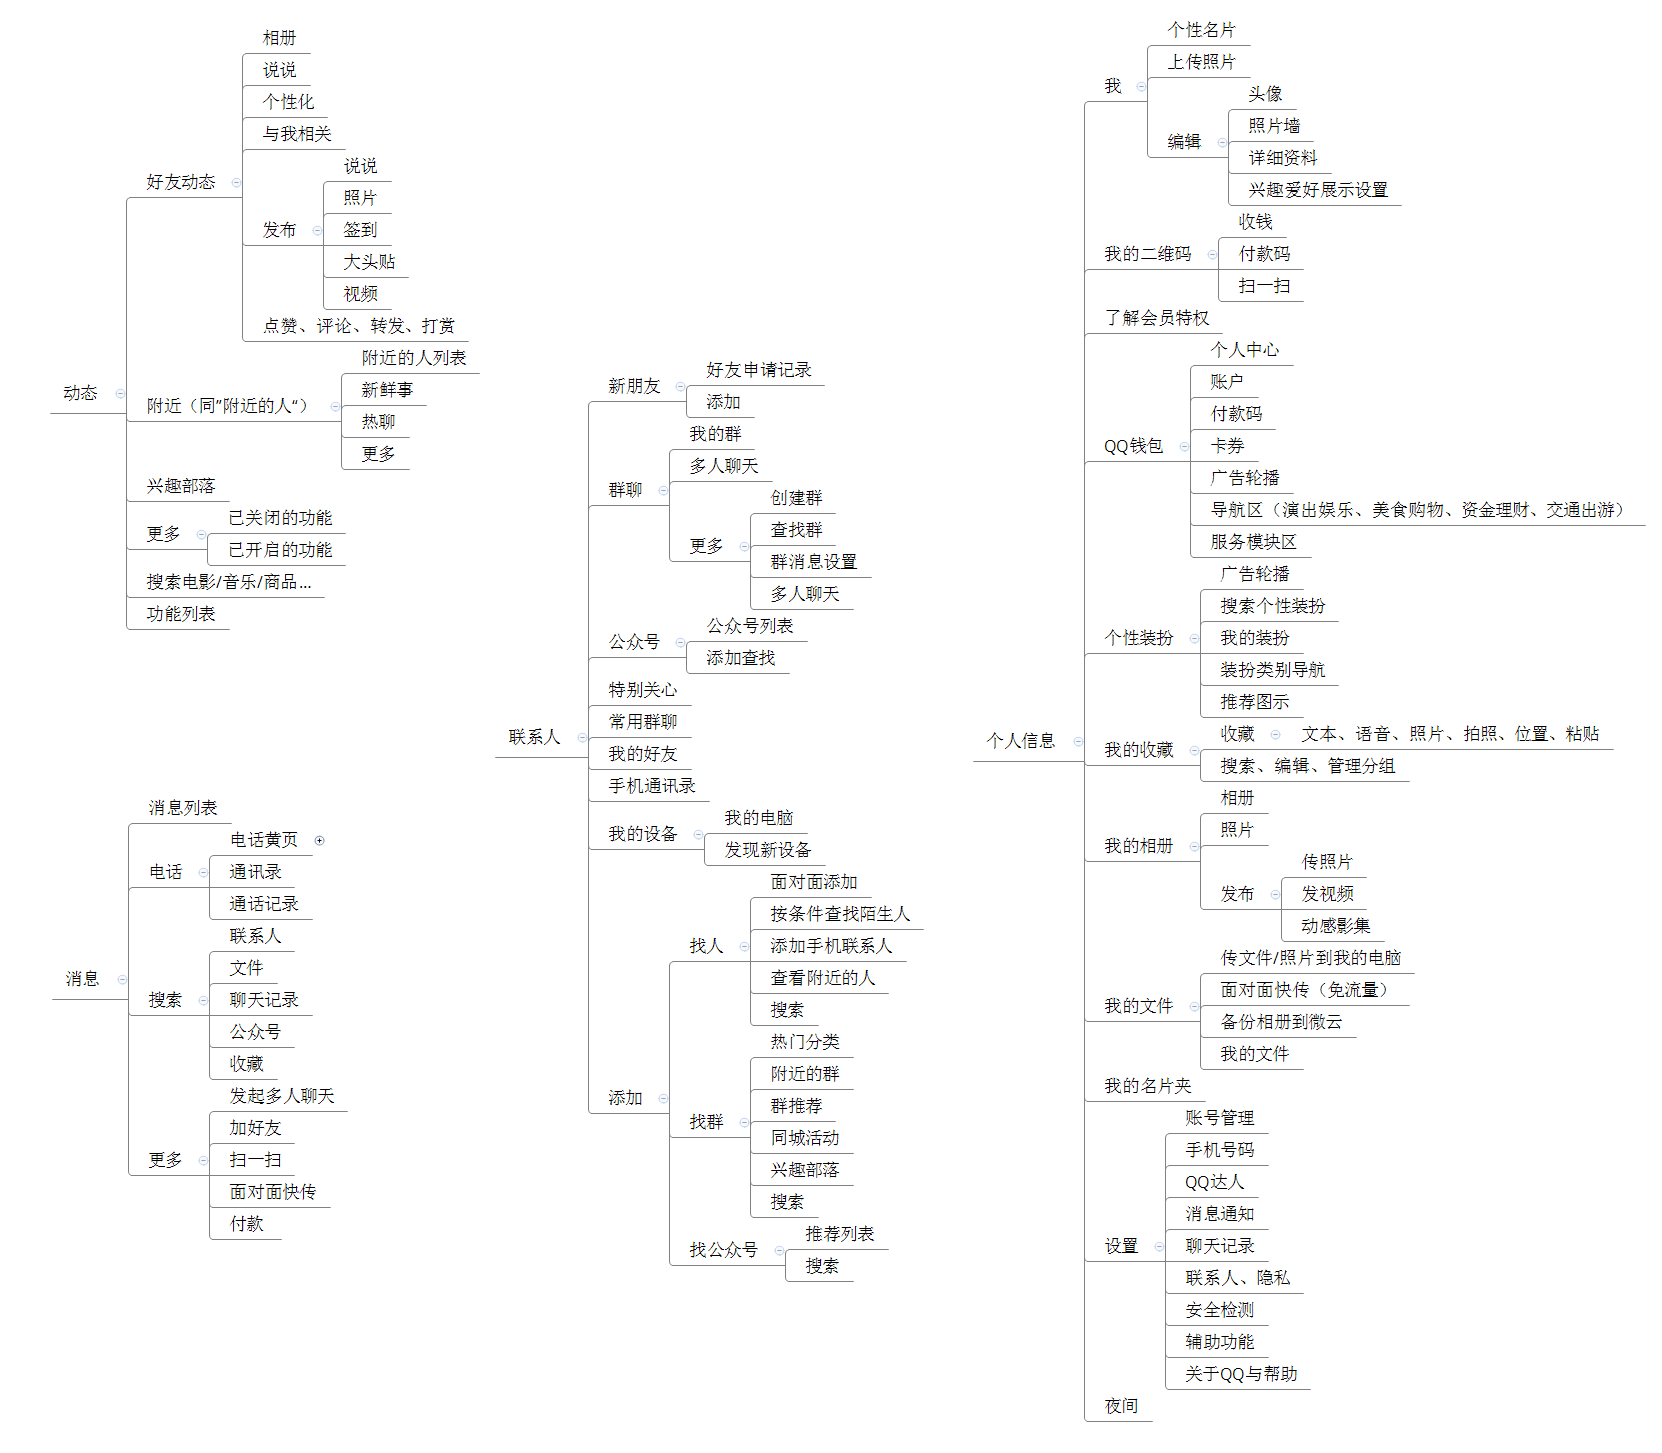 动态
好友动态
相册
说说
个性化
与我相关
发布
说说
照片
签到
大头贴
视频
点赞、评论、转发、打赏
附近（同”附近的人“）
附近的人列表
新鲜事
热聊
更多
兴趣部落
更多
已关闭的功能
已开启的功能
搜索电影/音乐/商品...
功能列表
消息
消息列表
电话
电话黄页
通讯录
通话记录
搜索
联系人
文件
聊天记录
公众号
收藏
更多
发起多人聊天
加好友
扫一扫
面对面快传
付款
联系人
新朋友
好友申请记录
添加
群聊
我的群
多人聊天
更多
创建群
查找群
群消息设置
多人聊天
公众号
公众号列表
添加查找
特别关心
常用群聊
我的好友
手机通讯录
我的设备
我的电脑
发现新设备
添加
找人
面对面添加
按条件查找陌生人
添加手机联系人
查看附近的人
搜索
找群
热门分类
附近的群
群推荐
同城活动
兴趣部落
搜索
找公众号
推荐列表
搜索
个人信息
我
个性名片
上传照片
编辑
头像
照片墙
详细资料
兴趣爱好展示设置
我的二维码
收钱
付款码
扫一扫
了解会员特权
QQ钱包
个人中心
账户
付款码
卡券
广告轮播
导航区（演出娱乐、美食购物、资金理财、交通出游）
服务模块区
个性装扮
广告轮播
搜索个性装扮
我的装扮
装扮类别导航
推荐图示
我的收藏
收藏
文本、语音、照片、拍照、位置、粘贴
搜索、编辑、管理分组
我的相册
相册
照片
发布
传照片
发视频
动感影集
我的文件
传文件/照片到我的电脑
面对面快传（免流量）
备份相册到微云
我的文件
我的名片夹
设置
账号管理
手机号码
QQ达人
消息通知
聊天记录
联系人、隐私
安全检测
辅助功能
关于QQ与帮助
夜间